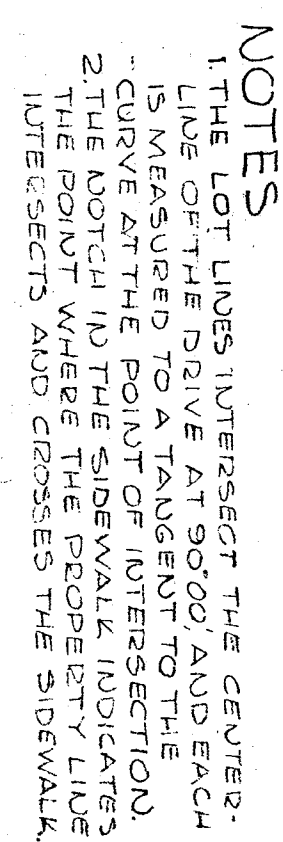 NOTES
1. THE LOT LINES INTERSECT THE CENTER-
LINE OF THE DRIVE AT 90°00', AND EACH
IS MEASURED TO A TANGENT TO THE
CURVE AT THE POINT OF INTERSECTION.
2. THE NOTCH IN THE SIDEWALK INDICATES
THE POINT WHERE THE PROPERTY LINE
INTERSECTS AND CROSSES THE SIDEWALK.